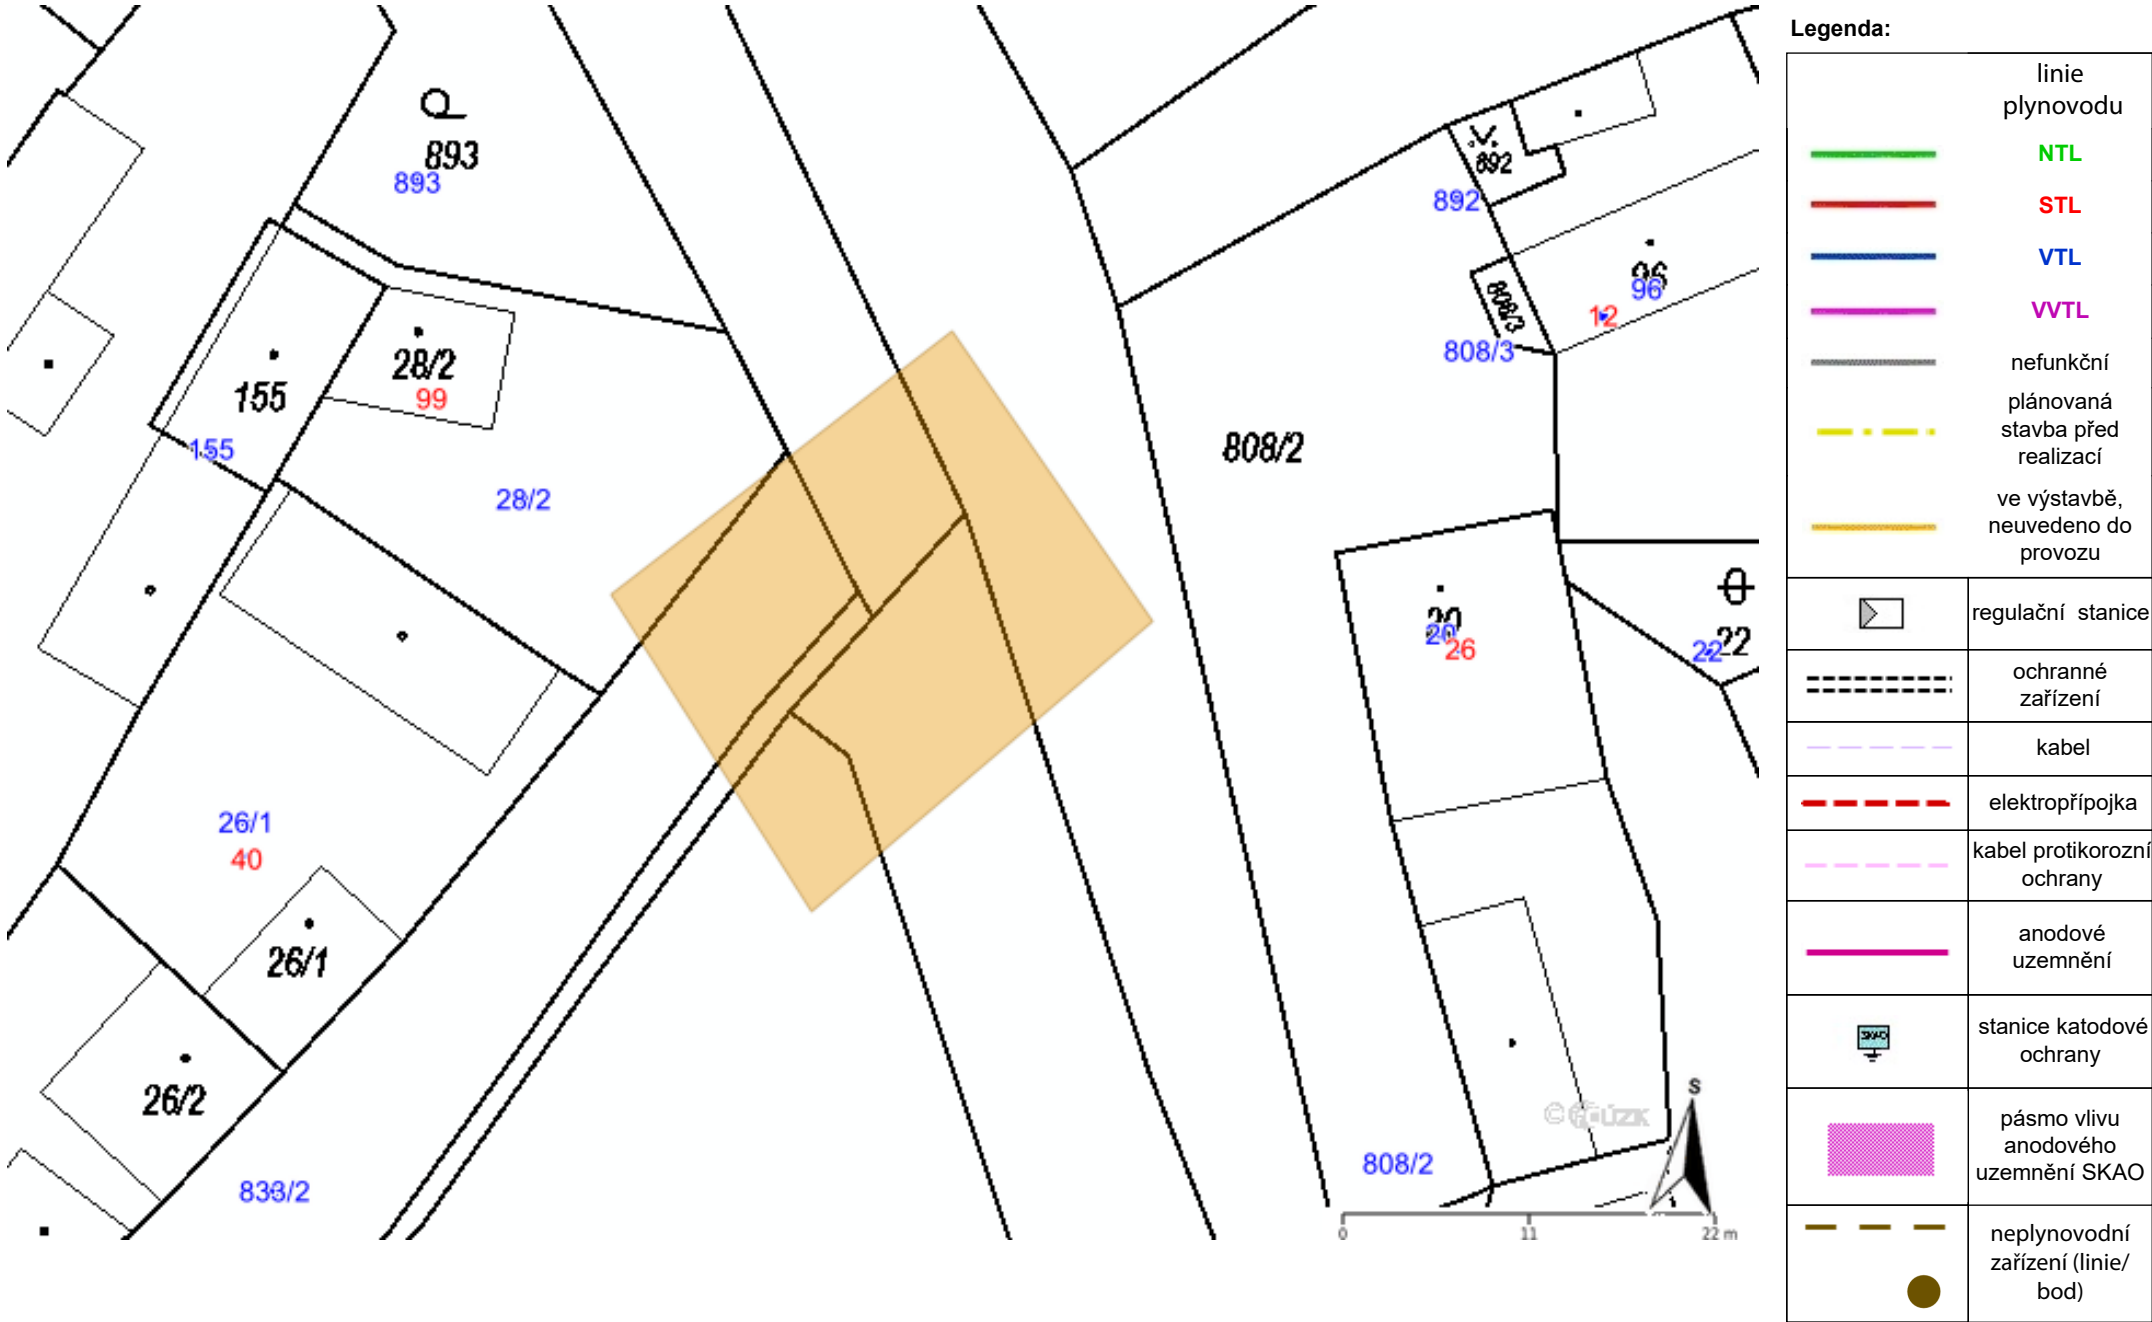 893
893
155
155
28/2
99
28/2
26/1
40
26/1
26/2
833/2
892
892
96
96
12
808/3
808/3
808/2
20
20
26
22
22
808/2
S
0 11 22 m
Legenda:
linie
plynovodu
NTL
STL
VTL
VVTL
nefunkční
plánovaná
stavba před
realizací
ve výstavbě,
neuvedeno do
provozu
regulační stanice
ochranné
zařízení
kabel
elektropřípojka
kabel protikorozní
ochrany
anodové
uzemnění
SKAO
stanice katodové
ochrany
pásmo vlivu
anodového
uzemnění SKAO
neplynovodní
zařízení (linie/
bod)